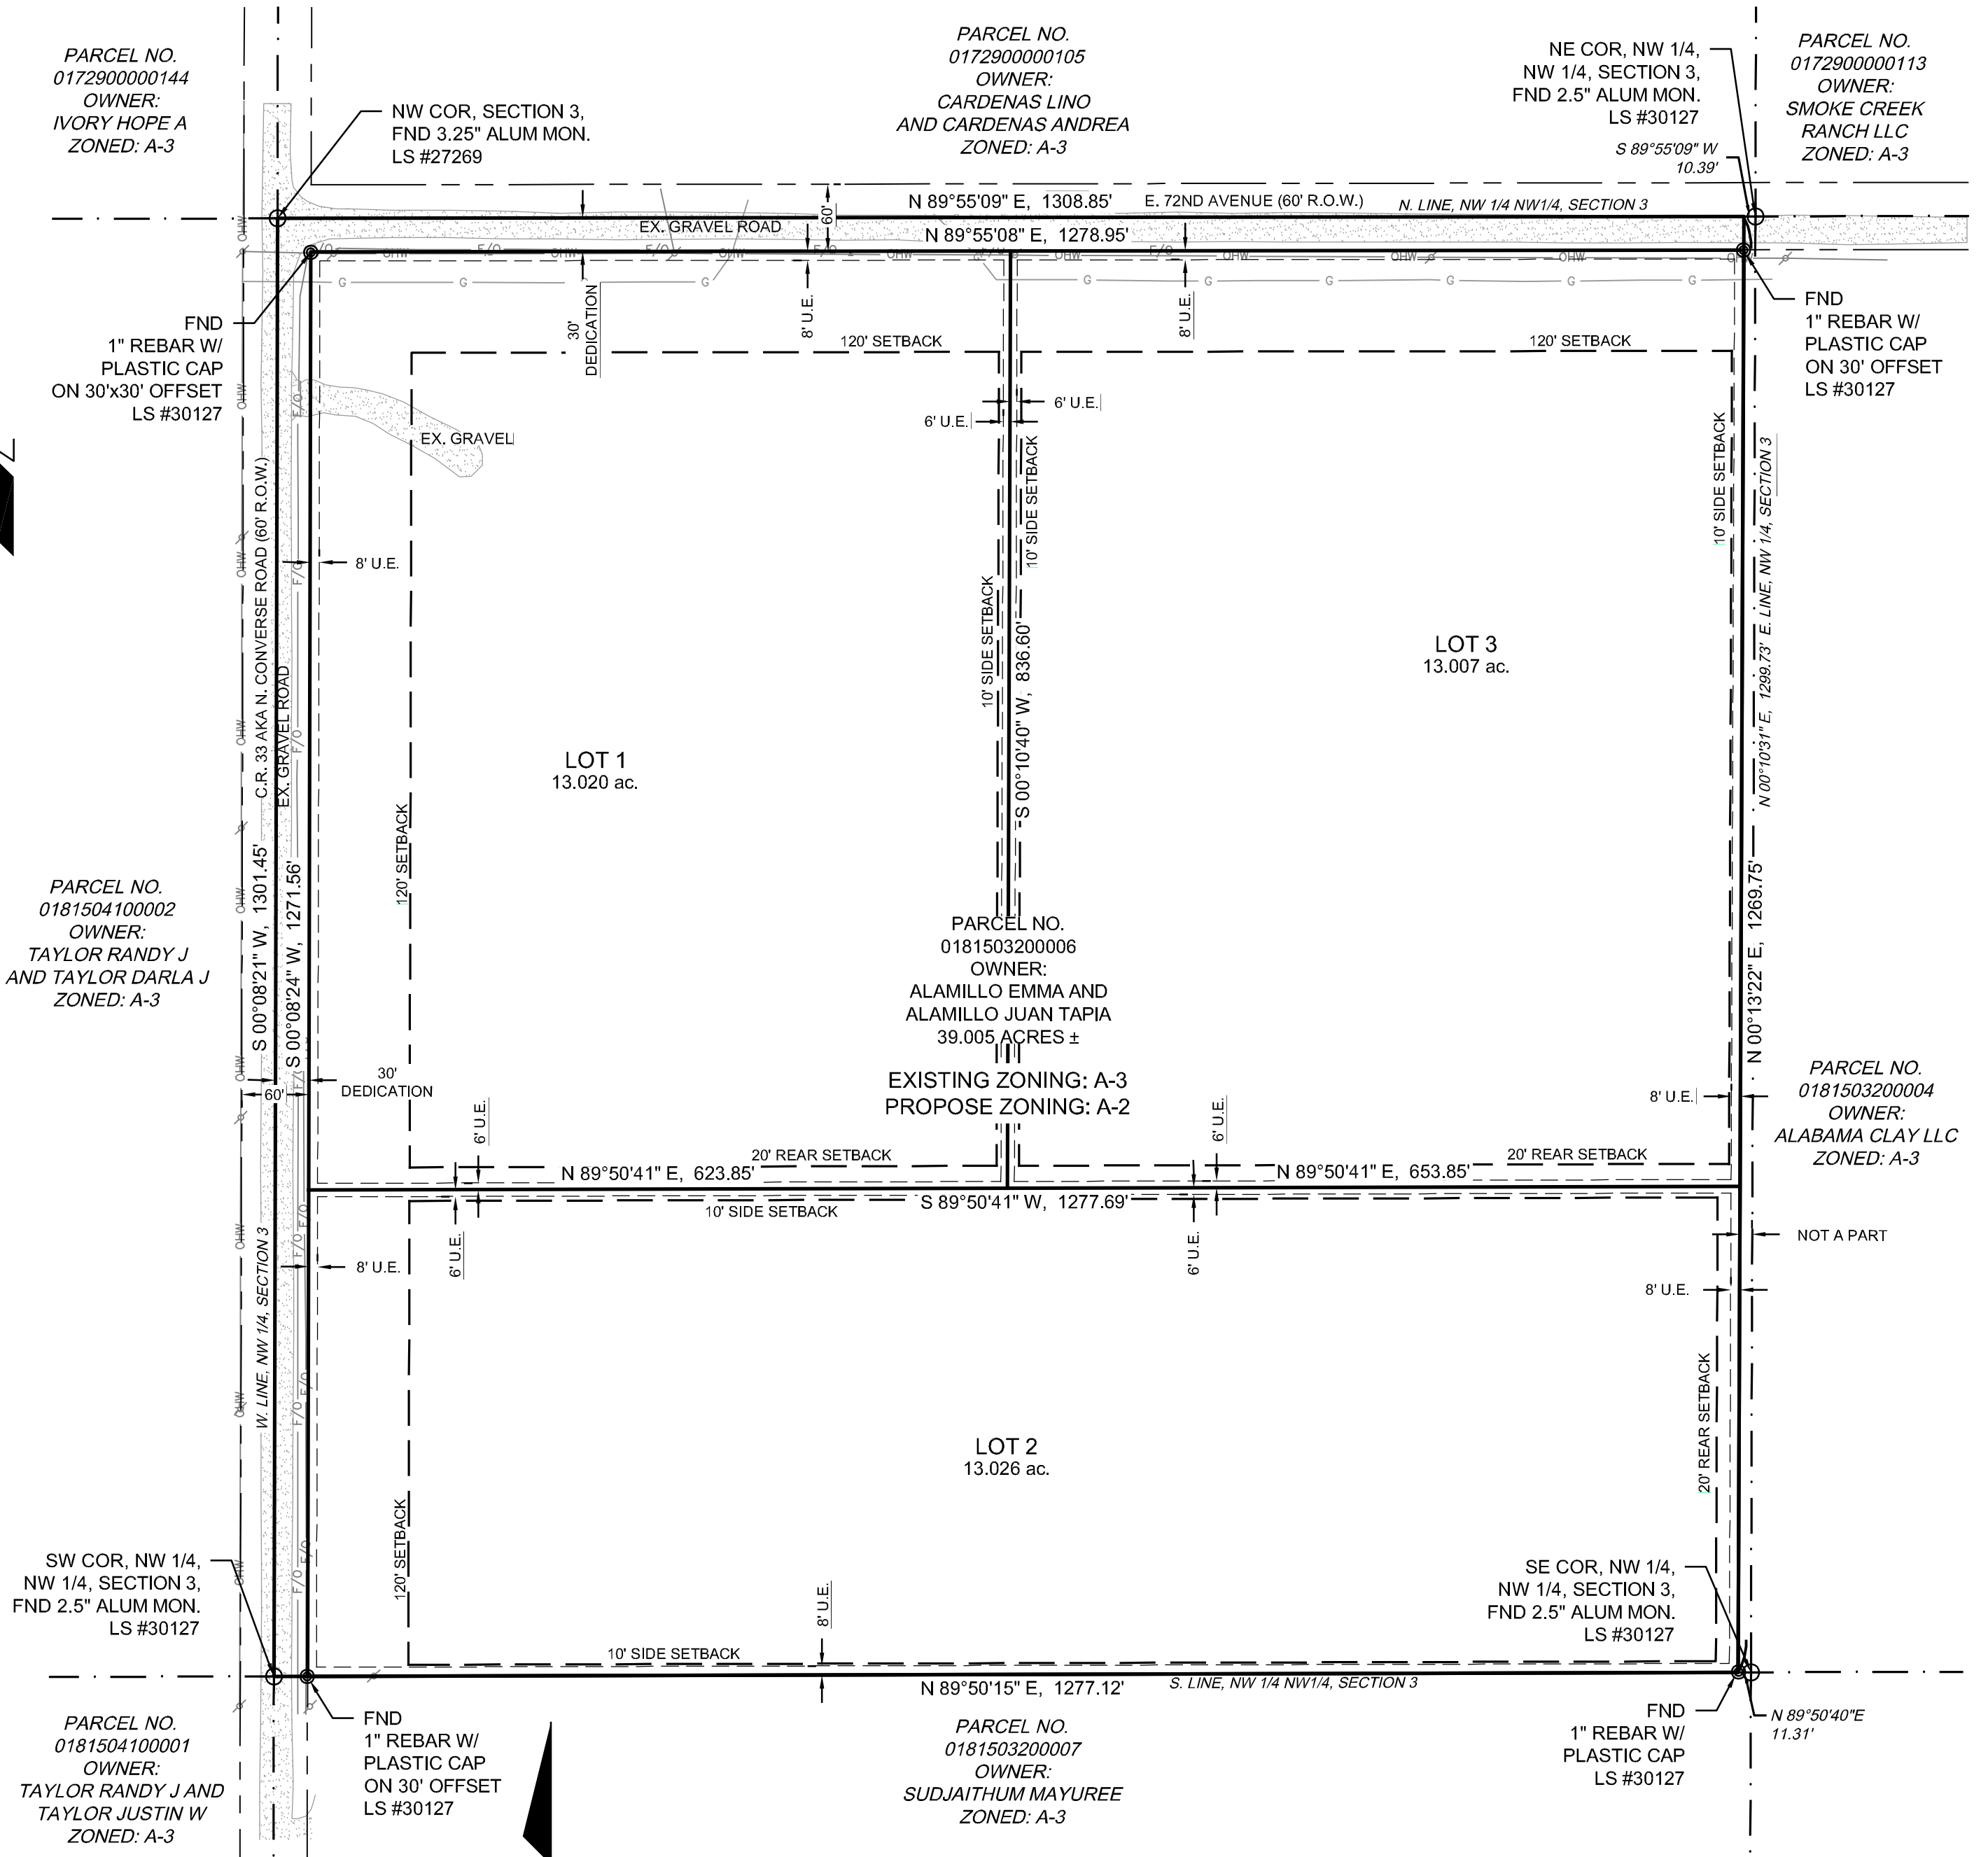 PARCEL NO.
0172900000144
OWNER:
IVORY HOPE A
ZONED: A-3
NW COR, SECTION 3,
FND 3.25" ALUM MON.
LS #27269
PARCEL NO.
0172900000105
OWNER:
CARDENAS LINO
AND CARDENAS ANDREA
ZONED: A-3
NE COR, NW 1/4,
NW 1/4, SECTION 3,
FND 2.5" ALUM MON.
LS #30127
S 89°55'09" W
10.39'
PARCEL NO.
0172900000113
OWNER:
SMOKE CREEK
RANCH LLC
ZONED: A-3
60'
N 89°55'09" E, 1308.85'
E. 72ND AVENUE (60' R.O.W.)
N. LINE, NW 1/4 NW1/4, SECTION 3
EX. GRAVEL ROAD
N 89°55'08" E, 1278.95'
F/O
OHW
F/O
OHW
F/O
OHW
OHW
F/O
OHW
OHW
OHW
G
G
G
G
G
G
G
G
G
G
FND
1" REBAR W/
PLASTIC CAP
ON 30'x30' OFFSET
LS #30127
30'
DEDICATION
8' U.E.
8' U.E.
120' SETBACK
120' SETBACK
FND
1" REBAR W/
PLASTIC CAP
ON 30' OFFSET
LS #30127
6' U.E.
6' U.E.
EX. GRAVEL
10' SIDE SETBACK
10' SIDE SETBACK
10' SIDE SETBACK
8' U.E.
C.R. 33 AKA N. CONVERSE ROAD (60' R.O.W.)
EX. GRAVEL ROAD
S 00°10'40" W, 836.60'
N 00°10'31" E, 1299.73' E. LINE, NW 1/4, SECTION 3
LOT 3
13.007 ac.
LOT 1
13.020 ac.
120' SETBACK
S 00°08'21" W, 1301.45'
S 00°08'24" W, 1271.56'
N 00°13'22" E, 1269.75'
PARCEL NO.
0181504100002
OWNER:
TAYLOR RANDY J
AND TAYLOR DARLA J
ZONED: A-3
PARCEL NO.
0181503200006
OWNER:
ALAMILLO EMMA AND
ALAMILLO JUAN TAPIA
39.005 ACRES ±
EXISTING ZONING: A-3
PROPOSE ZONING: A-2
30'
DEDICATION
60'
8' U.E.
PARCEL NO.
0181503200004
OWNER:
ALABAMA CLAY LLC
ZONED: A-3
6' U.E.
6' U.E.
20' REAR SETBACK
20' REAR SETBACK
N 89°50'41" E, 623.85'
N 89°50'41" E, 653.85'
S 89°50'41" W, 1277.69'
10' SIDE SETBACK
6' U.E.
6' U.E.
NOT A PART
8' U.E.
8' U.E.
W. LINE, NW 1/4, SECTION 3
20' REAR SETBACK
LOT 2
13.026 ac.
120' SETBACK
SW COR, NW 1/4,
NW 1/4, SECTION 3,
FND 2.5" ALUM MON.
LS #30127
SE COR, NW 1/4,
NW 1/4, SECTION 3,
FND 2.5" ALUM MON.
LS #30127
8' U.E.
10' SIDE SETBACK
N 89°50'15" E, 1277.12'
S. LINE, NW 1/4 NW1/4, SECTION 3
PARCEL NO.
0181504100001
OWNER:
TAYLOR RANDY J AND
TAYLOR JUSTIN W
ZONED: A-3
FND
1" REBAR W/
PLASTIC CAP
ON 30' OFFSET
LS #30127
PARCEL NO.
0181503200007
OWNER:
SUDJAITHUM MAYUREE
ZONED: A-3
FND
1" REBAR W/
PLASTIC CAP
LS #30127
N 89°50'40"E
11.31'